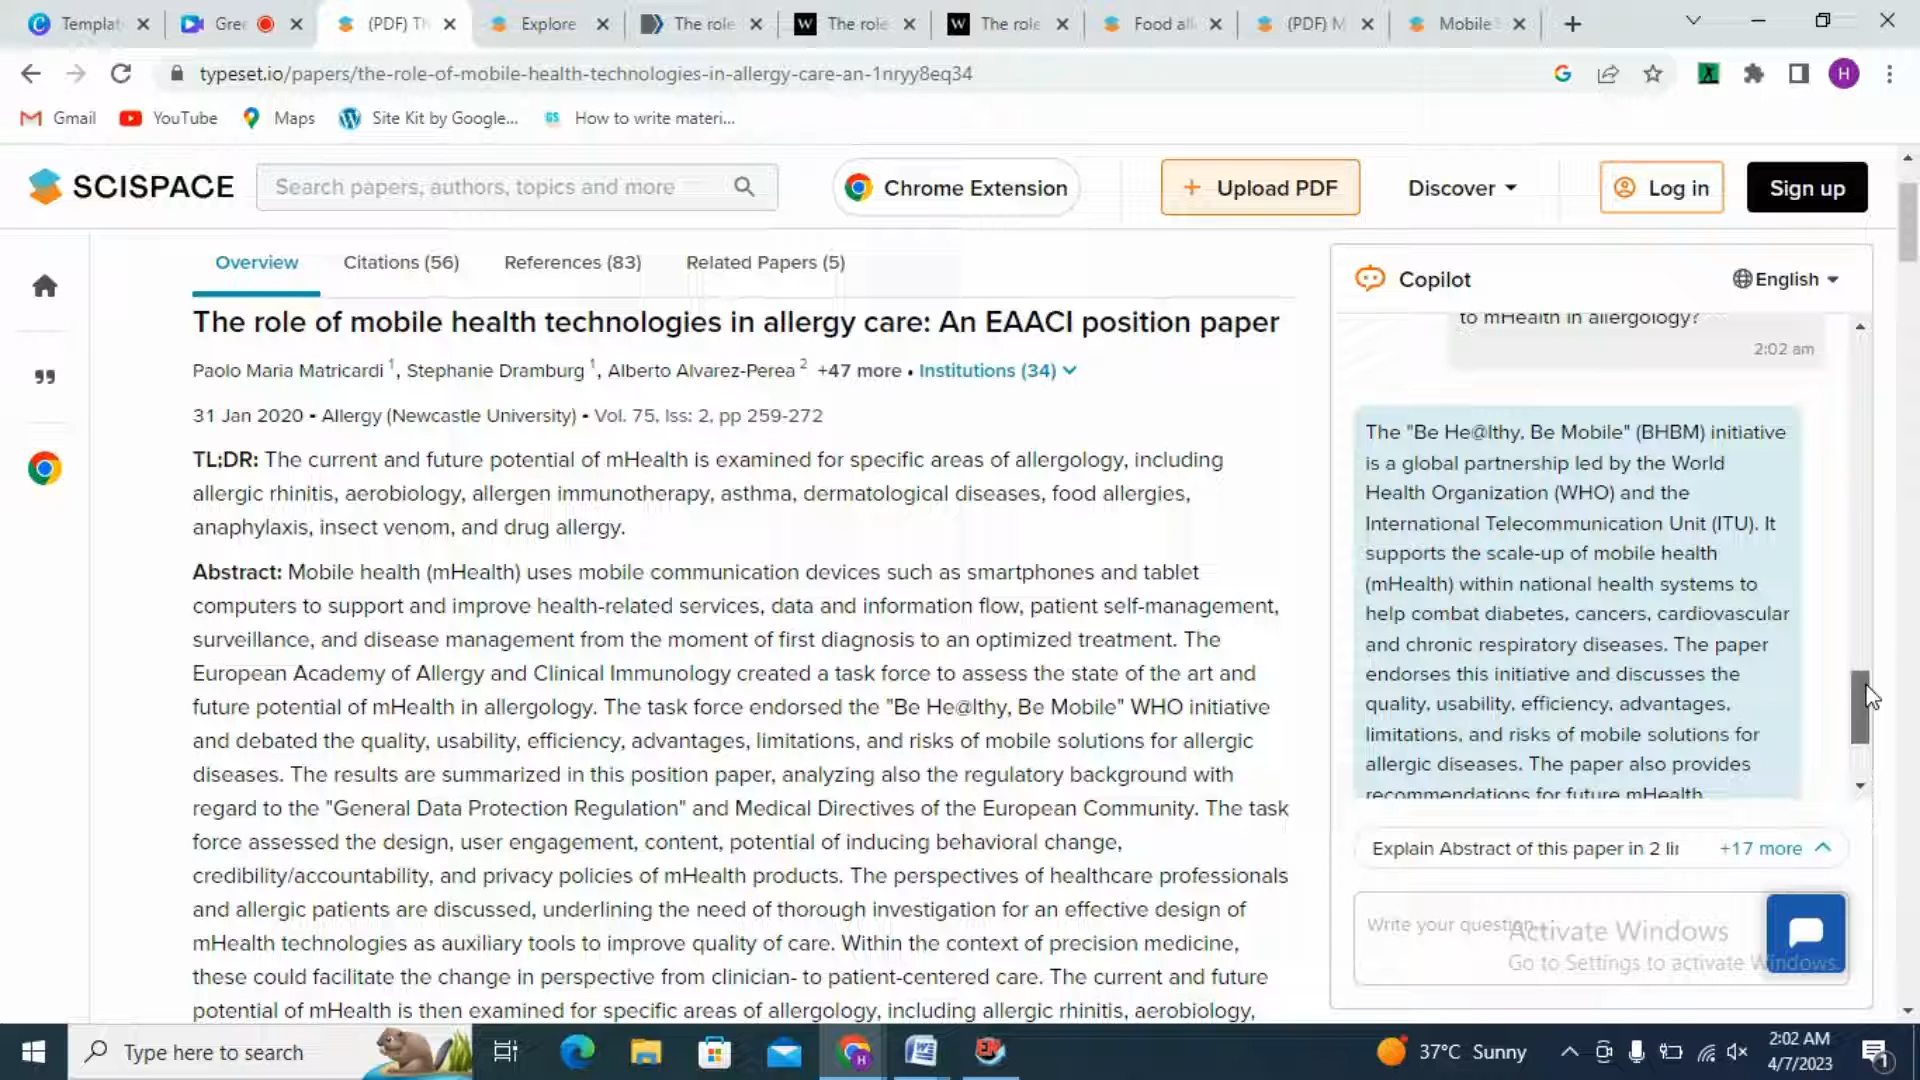 Templat
Gree
(PDF) Th
Explore
The role
The role
The role
Food all
(PDF) M
Mobile
typeset.io/papers/the-role-of-mobile-health-technologies-in-allergy-care-an-1nryy8eq34
H
Gmail
YouTube
Maps
Site Kit by Google...
How to write materi...
SCISPACE
Search papers, authors, topics and more
Chrome Extension
+ Upload PDF
Discover
Log in
Sign up
Overview
Citations (56)
References (83)
Related Papers (5)
The role of mobile health technologies in allergy care: An EAACI position paper
Paolo Maria Matricardi 1, Stephanie Dramburg 1, Alberto Alvarez-Perea 2 +47 more • Institutions (34)
31 Jan 2020 • Allergy (Newcastle University) • Vol. 75, Iss: 2, pp 259-272
TL;DR: The current and future potential of mHealth is examined for specific areas of allergology, including
allergic rhinitis, aerobiology, allergen immunotherapy, asthma, dermatological diseases, food allergies,
anaphylaxis, insect venom, and drug allergy.
Abstract: Mobile health (mHealth) uses mobile communication devices such as smartphones and tablet
computers to support and improve health-related services, data and information flow, patient self-management,
surveillance, and disease management from the moment of first diagnosis to an optimized treatment. The
European Academy of Allergy and Clinical Immunology created a task force to assess the state of the art and
future potential of mHealth in allergology. The task force endorsed the "Be He@lthy, Be Mobile" WHO initiative
and debated the quality, usability, efficiency, advantages, limitations, and risks of mobile solutions for allergic
diseases. The results are summarized in this position paper, analyzing also the regulatory background with
regard to the "General Data Protection Regulation" and Medical Directives of the European Community. The task
force assessed the design, user engagement, content, potential of inducing behavioral change,
credibility/accountability, and privacy policies of mHealth products. The perspectives of healthcare professionals
and allergic patients are discussed, underlining the need of thorough investigation for an effective design of
mHealth technologies as auxiliary tools to improve quality of care. Within the context of precision medicine,
these could facilitate the change in perspective from clinician- to patient-centered care. The current and future
potential of mHealth is then examined for specific areas of allergology, including allergic rhinitis, aerobiology,
Copilot
English
to mHealth in allergology?
2:02 am
The "Be He@lthy, Be Mobile" (BHBM) initiative
is a global partnership led by the World
Health Organization (WHO) and the
International Telecommunication Unit (ITU). It
supports the scale-up of mobile health
(mHealth) within national health systems to
help combat diabetes, cancers, cardiovascular
and chronic respiratory diseases. The paper
endorses this initiative and discusses the
quality, usability, efficiency, advantages,
limitations, and risks of mobile solutions for
allergic diseases. The paper also provides
recommendations for future mHealth
Explain Abstract of this paper in 2 lin
+17 more
Write your question
Activate Windows
Go to Settings to activate Windows.
Type here to search
37°C Sunny
2:02 AM
4/7/2023
1